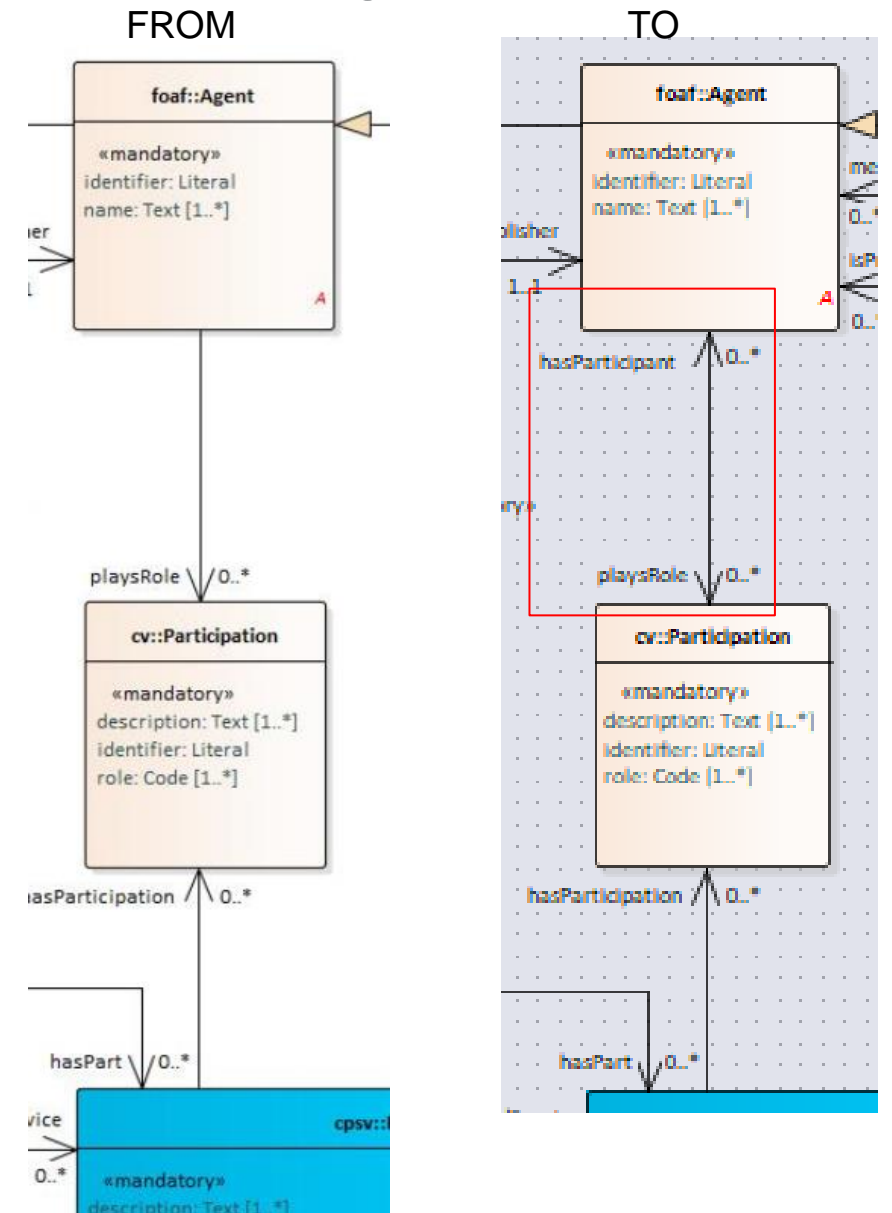 FROM
foaf::Agent
«mandatory»
identifier: Literal
name: Text [1..*]
A
playsRole
0..*
cv::Participation
«mandatory»
description: Text [1..*]
identifier: Literal
role: Code [1..*]
0..*
hasPart
0..*
0..*
«mandatory»
description: Text [1..*]
TO
foaf::Agent
«mandatory»
identifier: Literal
name: Text [1..*]
1..1
A
hasParticipant
0..*
playsRole
0..*
cv::Participation
«mandatory»
description: Text [1..*]
identifier: Literal
role: Code [1..*]
hasParticipation
0..*
hasPart
0..*